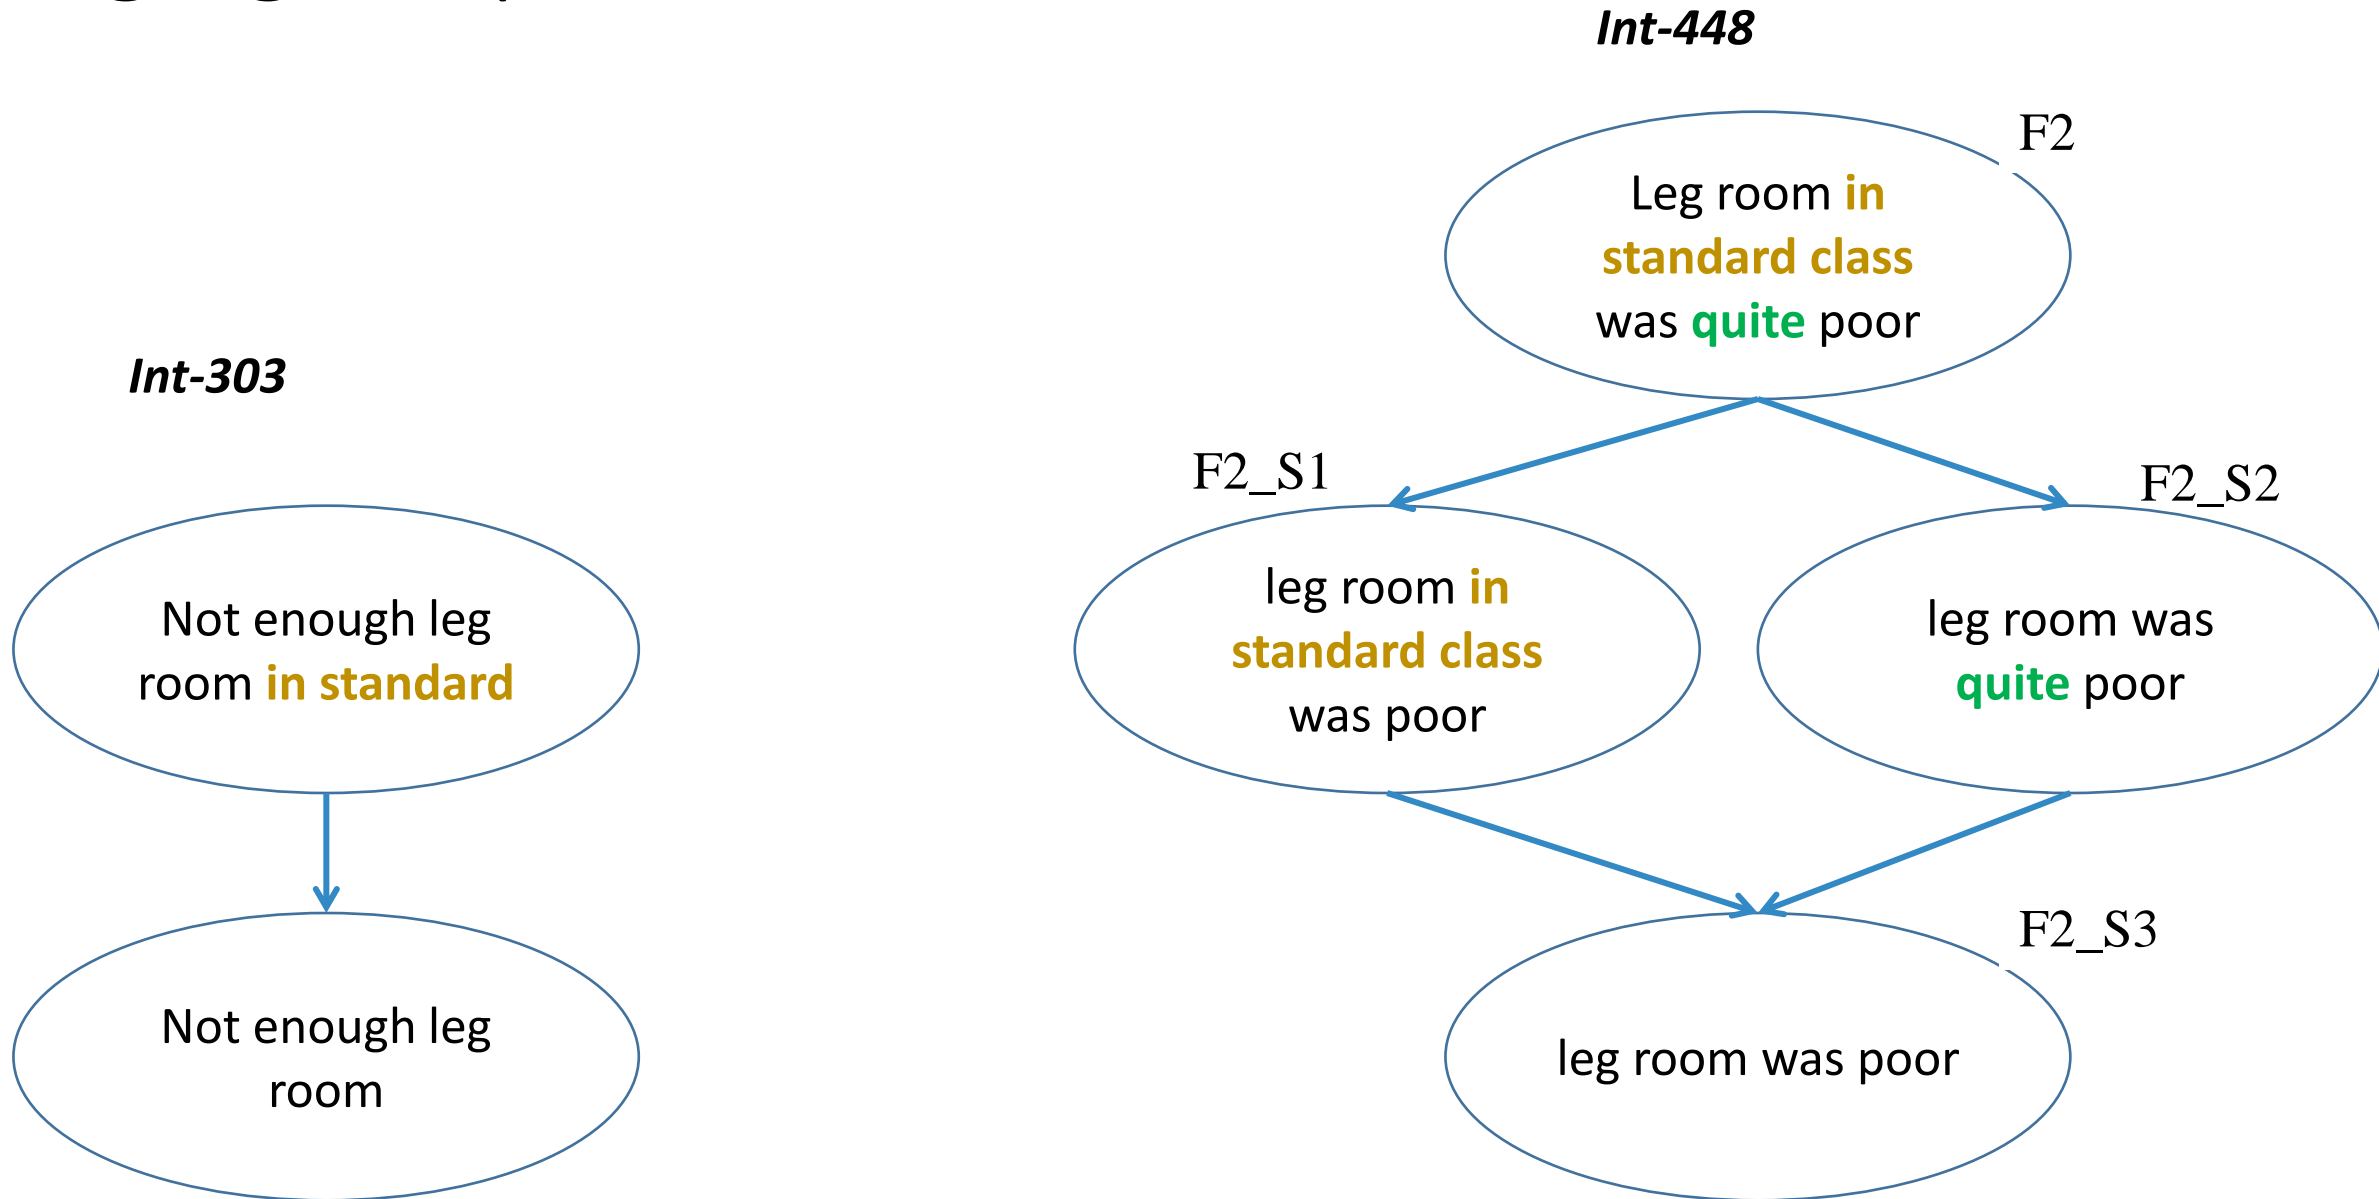 Int-448
F2
Leg room in
standard class
was quite poor
Int-303
F2_S1
F2_S2
Not enough leg
room in standard
leg room in
standard class
was poor
leg room was
quite poor
F2_S3
Not enough leg
room
leg room was poor